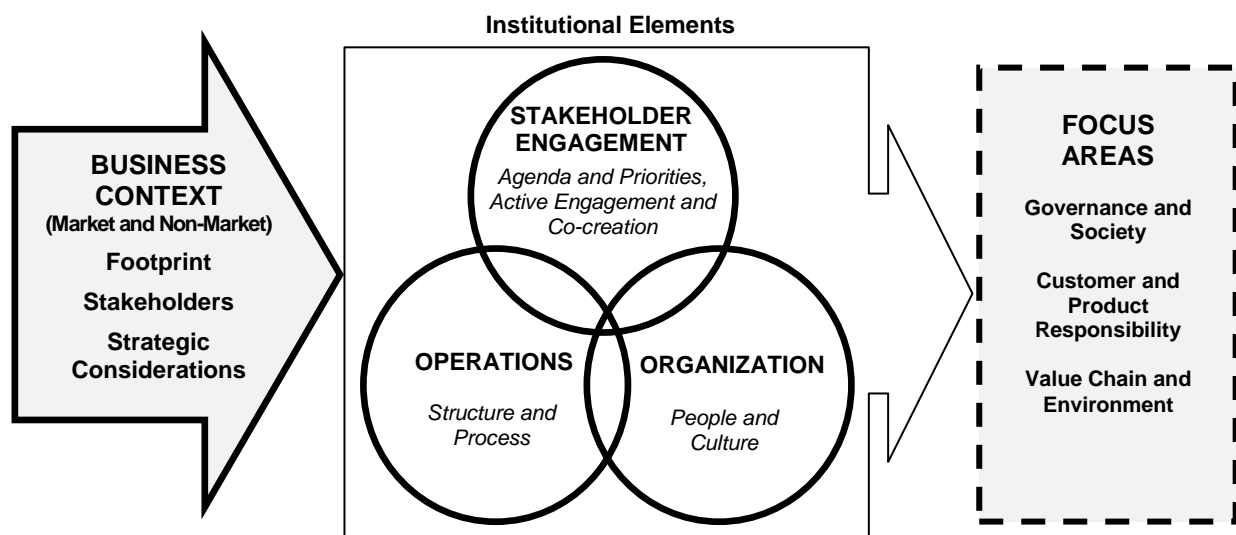 Institutional Elements
BUSINESS
CONTEXT
(Market and Non-Market)
Footprint
Stakeholders
Strategic
Considerations
STAKEHOLDER
ENGAGEMENT
Agenda and Priorities,
Active Engagement and
Co-creation
OPERATIONS
Structure and
Process
ORGANIZATION
People and
Culture
FOCUS
AREAS
Governance and
Society
Customer and
Product
Responsibility
Value Chain and
Environment